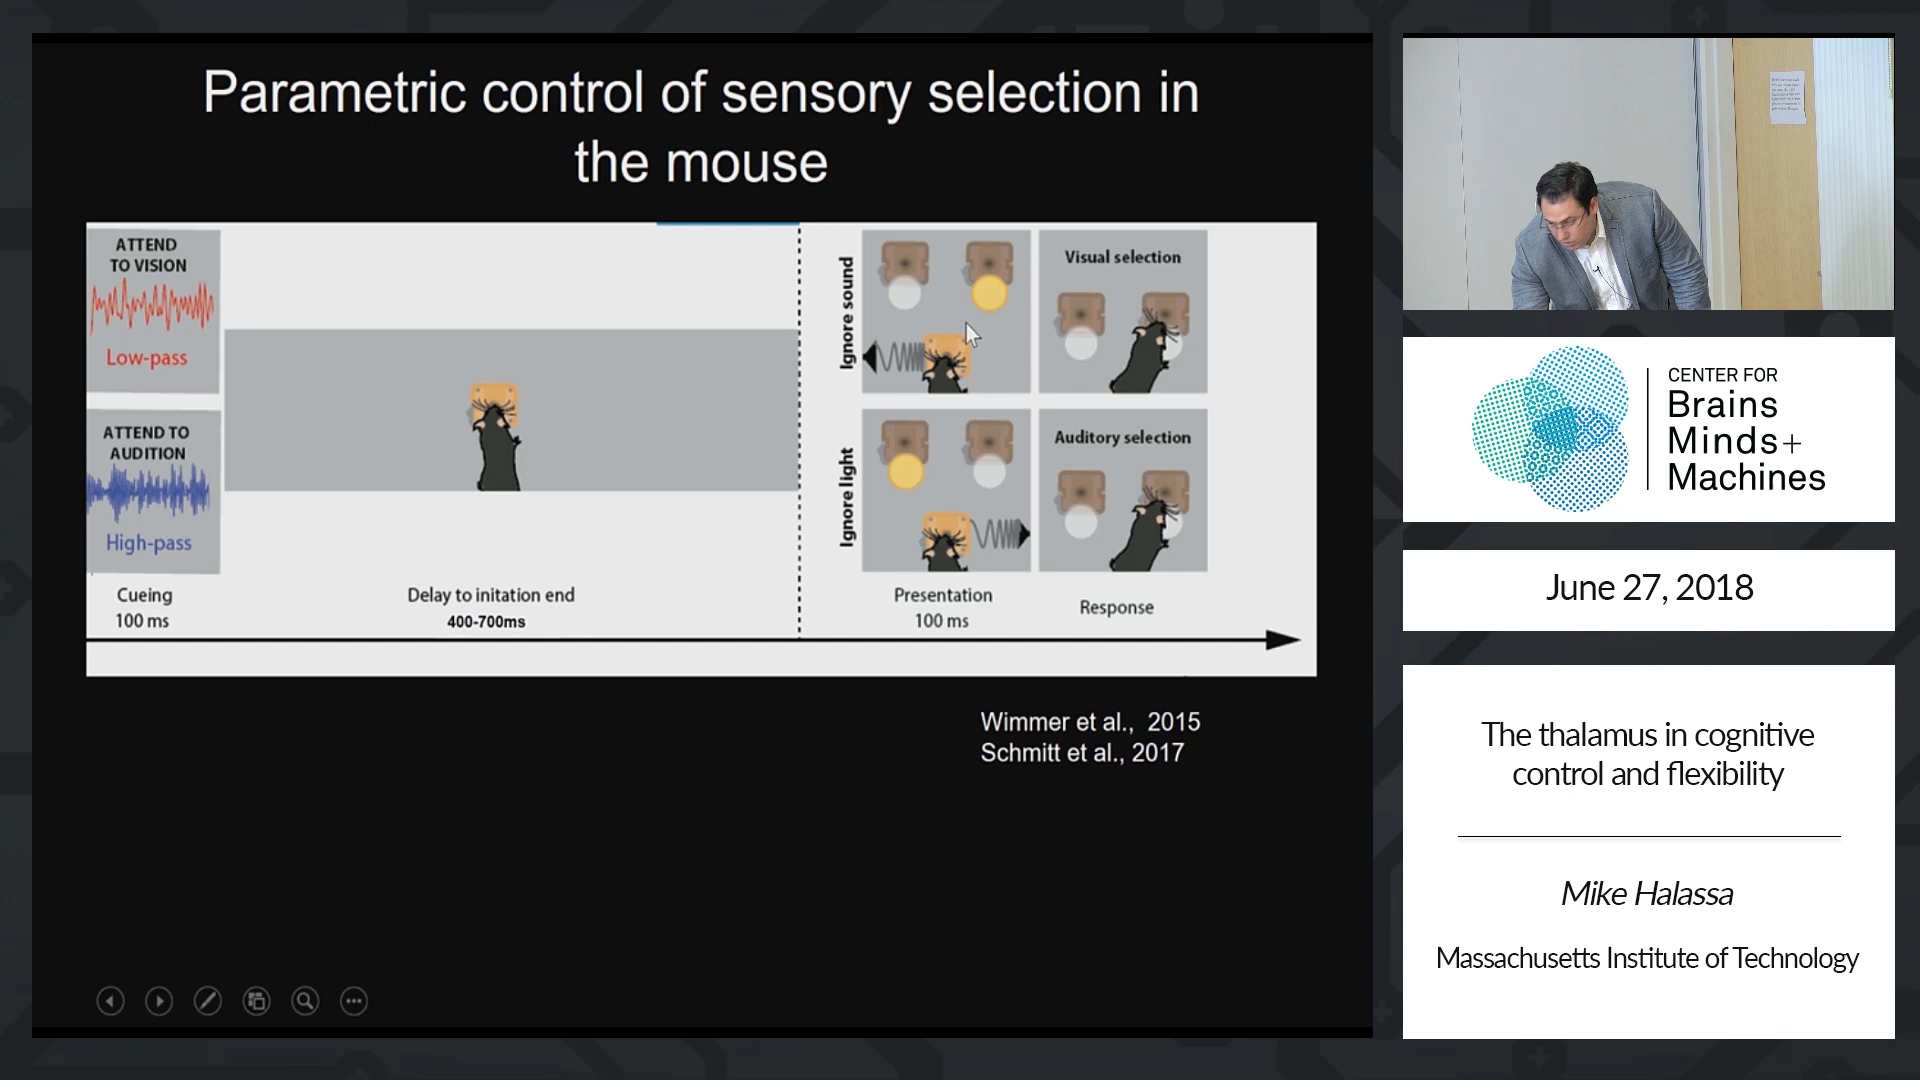 Parametric control of sensory selection in
the mouse
ATTEND
TO VISION
Low-pass
ATTEND TO
AUDITION
High-pass
Cueing
100 ms
Delay to initation end
400-700ms
Ignore sound
Ignore light
Presentation
100 ms
Visual selection
Auditory selection
Response
Wimmer et al., 2015
Schmitt et al., 2017
CENTER FOR
Brains
Minds+
Machines
June 27, 2018
The thalamus in cognitive
control and flexibility
Mike Halassa
Massachusetts Institute of Technology